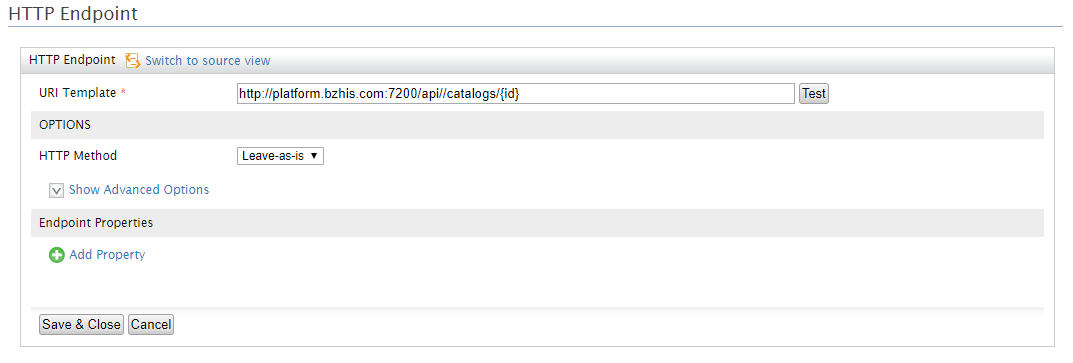 HTTP Endpoint
HTTP Endpoint Switch to source view
URI Template * http://platform.bzhis.com:7200/api//catalogs/{id} Test
OPTIONS
HTTP Method Leave-as-is ▼
Show Advanced Options
Endpoint Properties
Add Property
Save & Close Cancel